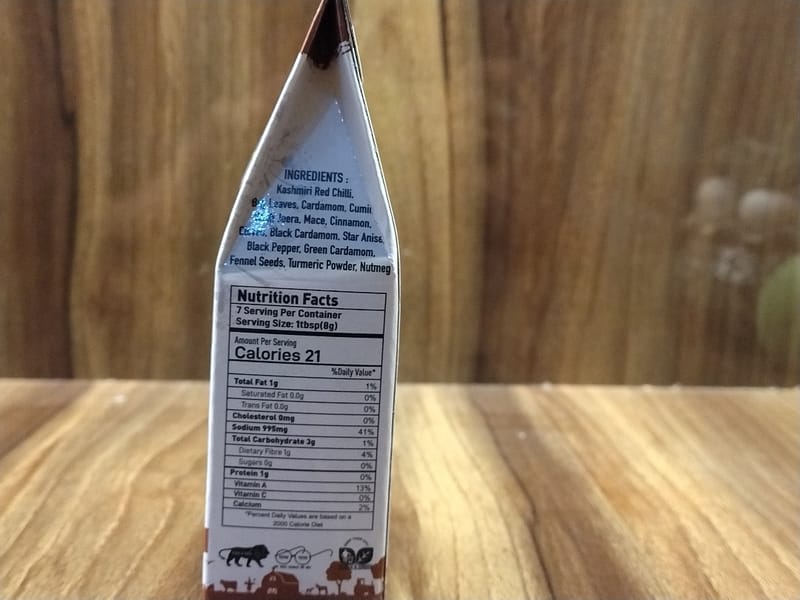 INGREDIENTS :
Kashmiri Red Chilli,
Leaves, Cardamom, Cumin
Jeera, Mace, Cinnamon,
Black Cardamom, Star Anise,
Black Pepper, Green Cardamom,
Fennel Seeds, Turmeric Powder, Nutmeg
Nutrition Facts
7 Serving Per Container
Serving Size: 1tbsp(8g)
Amount Per Serving
Calories 21
%Daily Value*
Total Fat 1g 1%
Saturated Fat 0.0g 0%
Trans Fat 0.0g 0%
Cholesterol 0mg 0%
Sodium 995mg 41%
Total Carbohydrate 3g 1%
Dietary Fibre 1g 4%
Sugars 0g 0%
Protein 1g 0%
Vitamin A 13%
Vitamin C 0%
Calcium 2%
*Percent Daily Values are based on a
2000 Calorie Diet